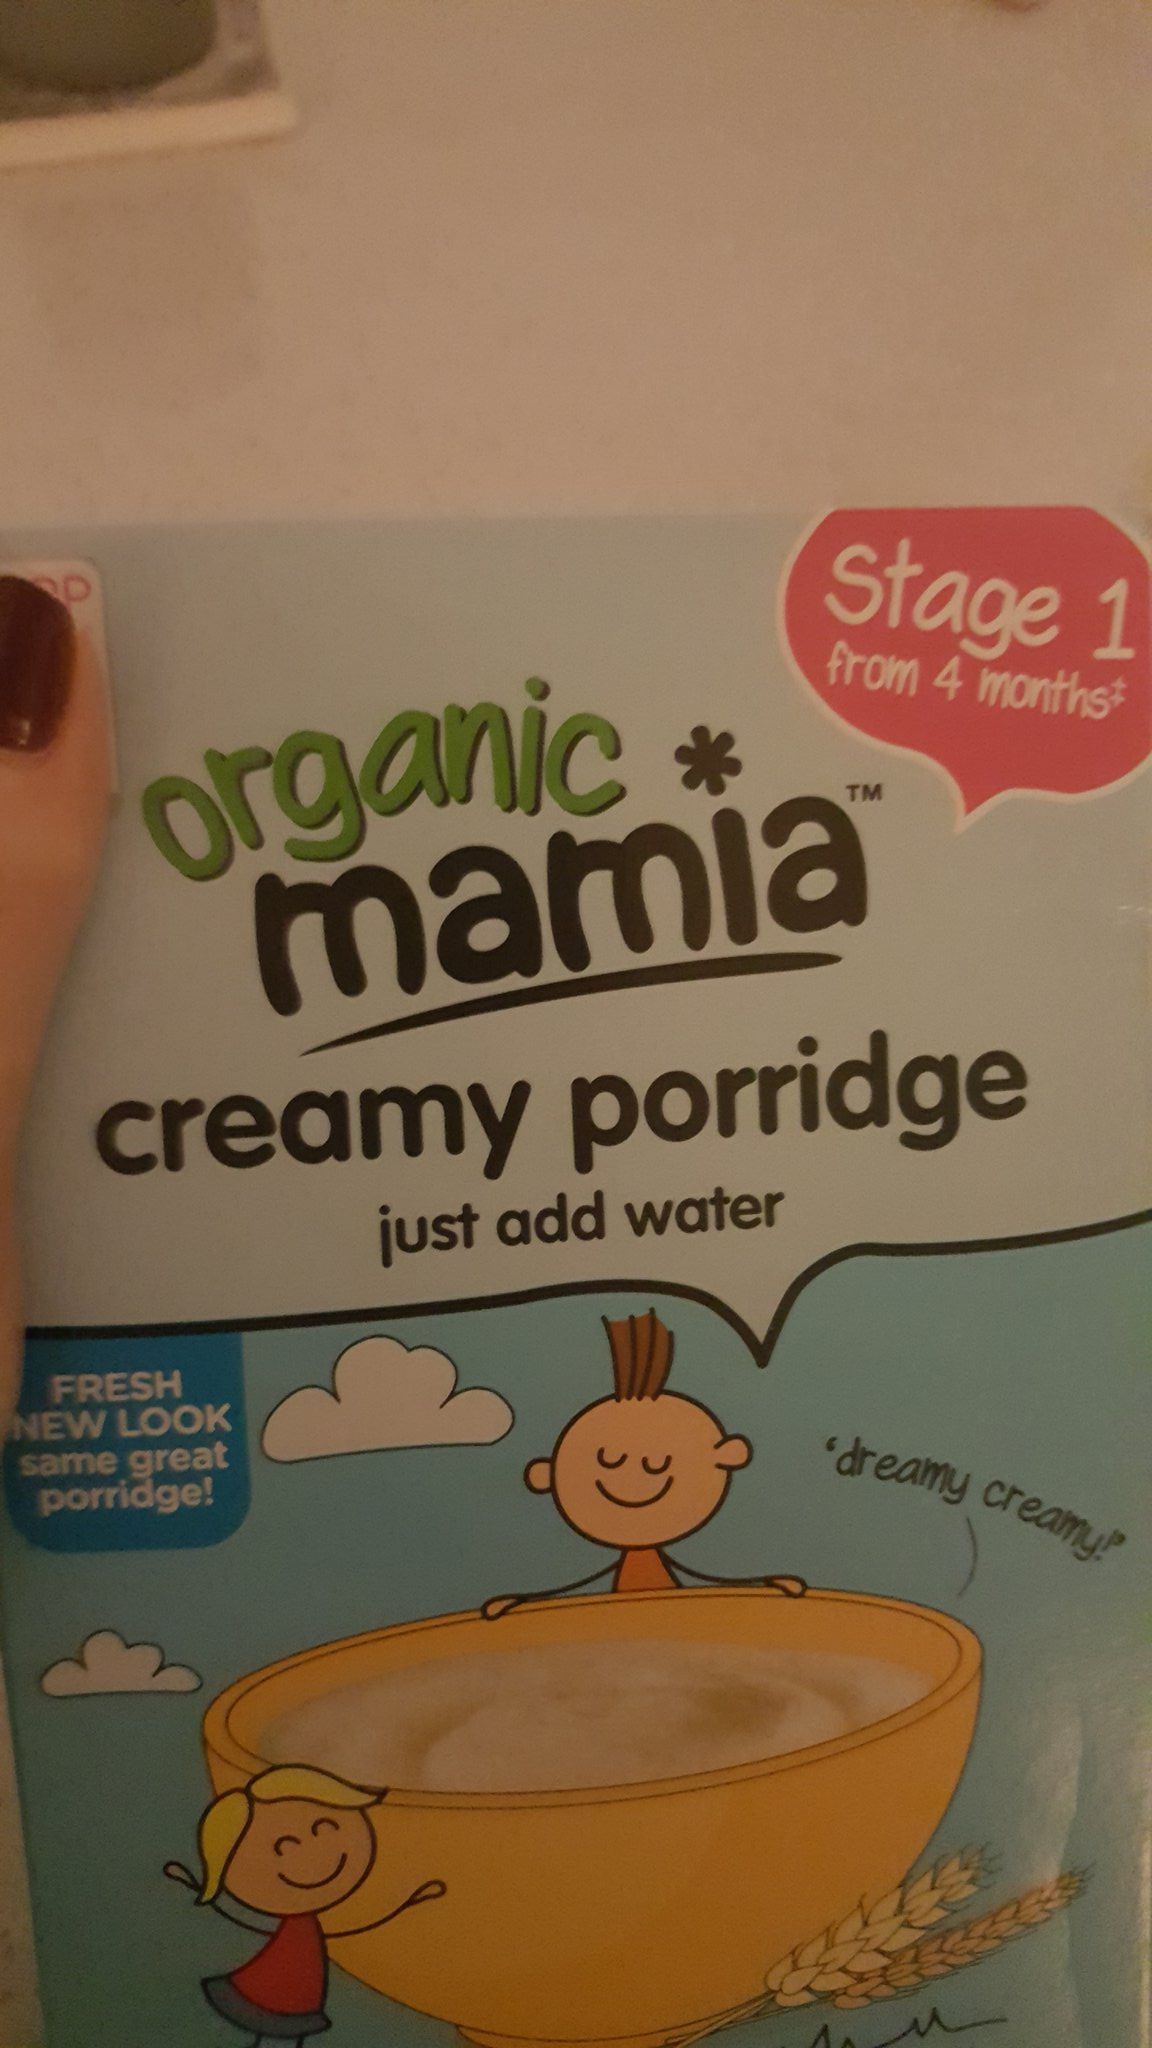 Stage 1
from 4 months‡
organic
mamia™
creamy porridge
just add water
FRESH
NEW LOOK
same great
porridge!
'dreamy creamy!'